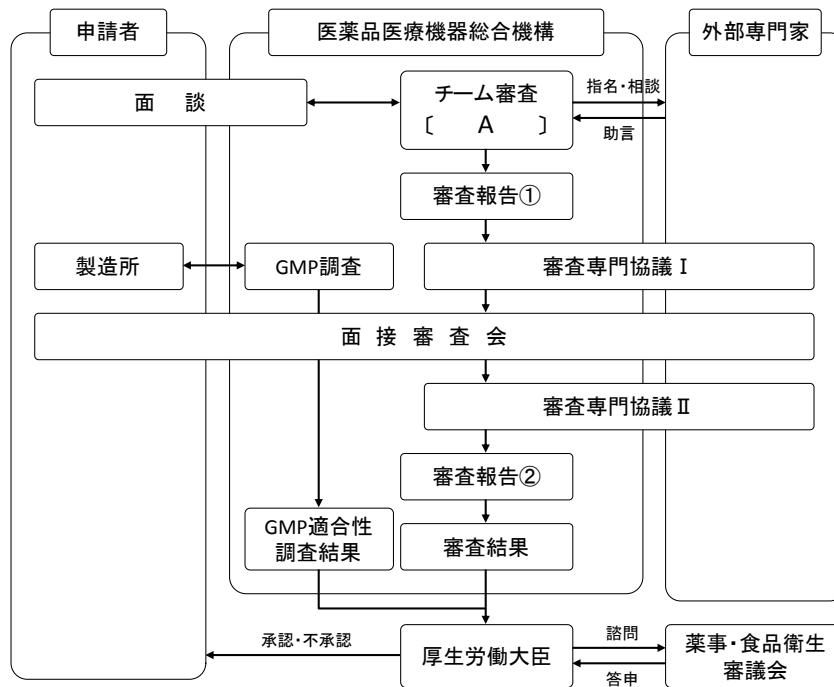 申請者
医薬品医療機器総合機構
外部専門家
面　談
チーム審査
〔　A　〕
指名・相談
助言
審査報告①
製造所
GMP調査
審査専門協議Ⅰ
面 接 審 査 会
審査専門協議Ⅱ
審査報告②
GMP適合性
調査結果
審査結果
承認・不承認
厚生労働大臣
諮問
答申
薬事・食品衛生
審議会